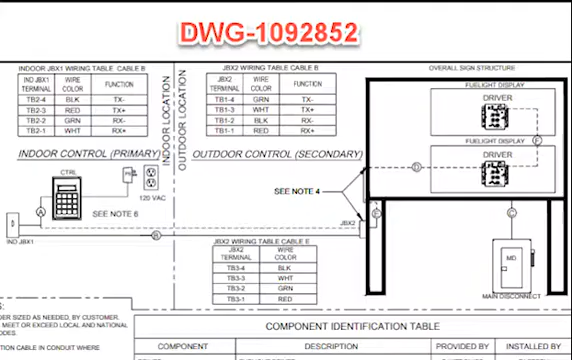 DWG-1092852
INDOOR JBX1 WIRING TABLE CABLE B
IND JBX1 TERMINAL WIRE COLOR FUNCTION
TB2-4 BLK TX-
TB2-3 RED TX+
TB2-2 GRN RX-
TB2-1 WHT RX+
INDOOR LOCATION
OUTDOOR LOCATION
JBX2 WIRING TABLE CABLE B
JBX2 TERMINAL WIRE COLOR FUNCTION
TB1-4 GRN TX-
TB1-3 WHT TX+
TB1-2 BLK RX-
TB1-1 RED RX+
OVERALL SIGN STRUCTURE
FUELIGHT DISPLAY
DRIVER
FUELIGHT DISPLAY
DRIVER
INDOOR CONTROL (PRIMARY)
OUTDOOR CONTROL (SECONDARY)
CTRL
120 VAC
SEE NOTE 4
SEE NOTE 6
A
B
C
D
IND JBX1
JBX2
JBX2 WIRING TABLE CABLE E
JBX2 TERMINAL WIRE COLOR
TB3-4 BLK
TB3-3 WHT
TB3-2 GRN
TB3-1 RED
MD
MAIN DISCONNECT
DER SIZED AS NEEDED, BY CUSTOMER.
MEET OR EXCEED LOCAL AND NATIONAL
ODES.
TION CABLE IN CONDUIT WHERE
COMPONENT IDENTIFICATION TABLE
COMPONENT DESCRIPTION PROVIDED BY INSTALLED BY